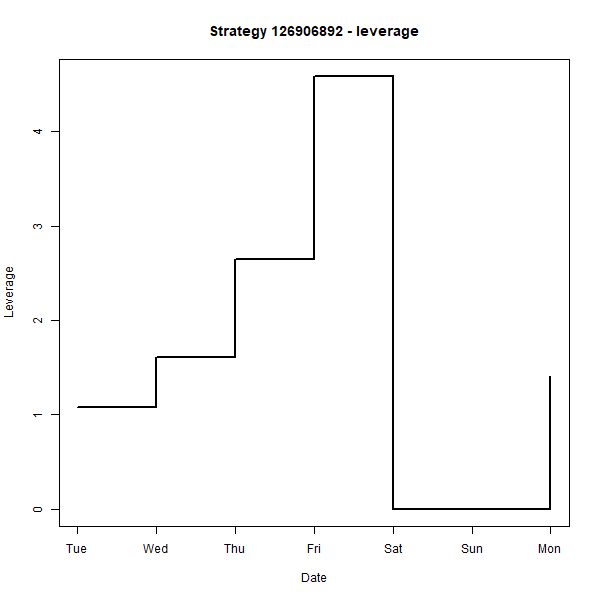 Strategy 126906892 - leverage
Leverage
4
3
2
1
0
Tue Wed Thu Fri Sat Sun Mon
Date